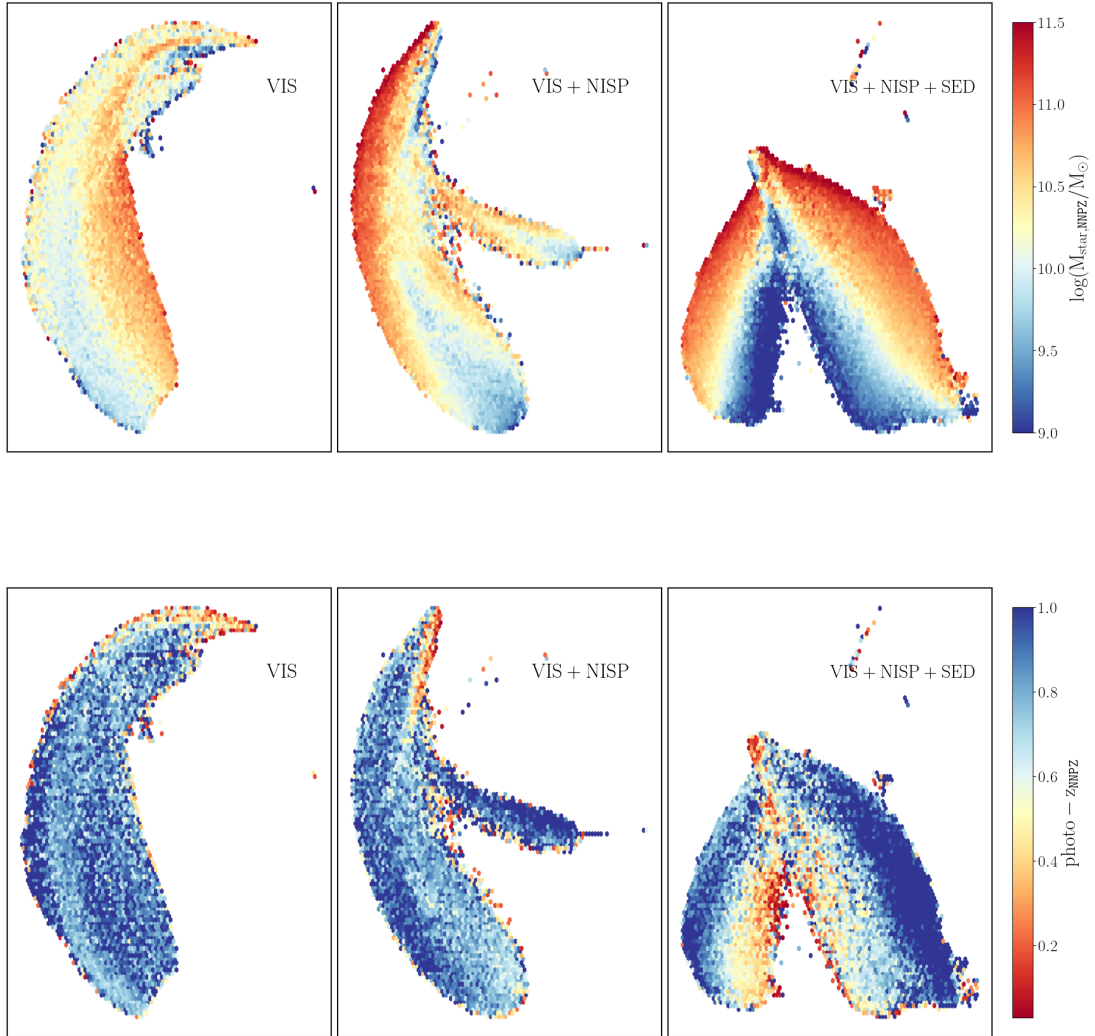 VIS
VIS + NISP
VIS + NISP + SED
11.5
11.0
10.5
10.0
9.5
9.0
log(M_star,NNPZ/M_⊙)
VIS
VIS + NISP
VIS + NISP + SED
1.0
0.8
0.6
0.4
0.2
photo − z_NNPZ